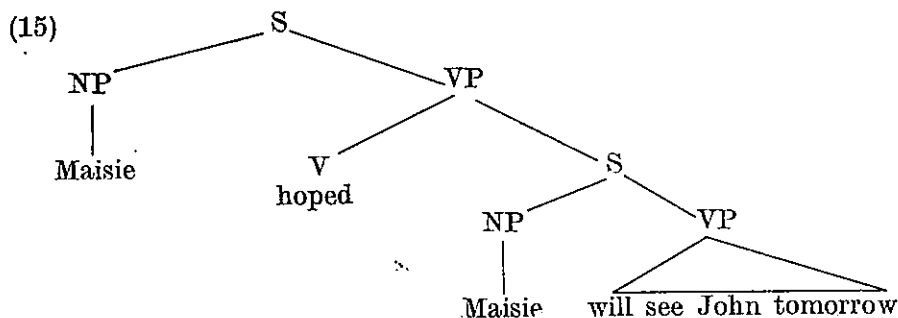 (15) S
NP VP
Maisie V S
hoped
NP VP
Maisie will see John tomorrow